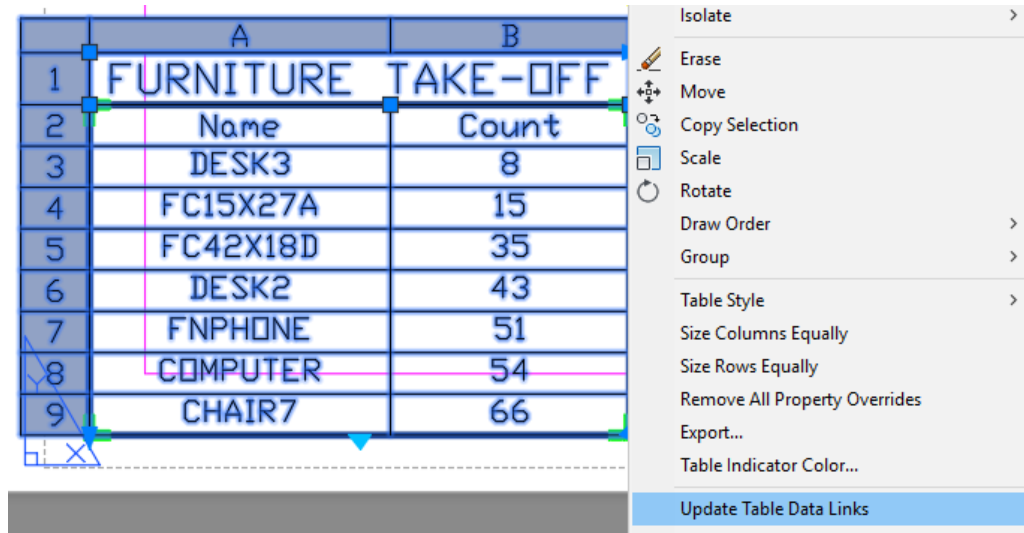 A B
1 FURNITURE TAKE-OFF
2 Name Count
3 DESK3 8
4 FC15X27A 15
5 FC42X18D 35
6 DESK2 43
7 FNPHONE 51
8 COMPUTER 54
9 CHAIR7 66
Y
X
Isolate
Erase
Move
Copy Selection
Scale
Rotate
Draw Order
Group
Table Style
Size Columns Equally
Size Rows Equally
Remove All Property Overrides
Export...
Table Indicator Color...
Update Table Data Links